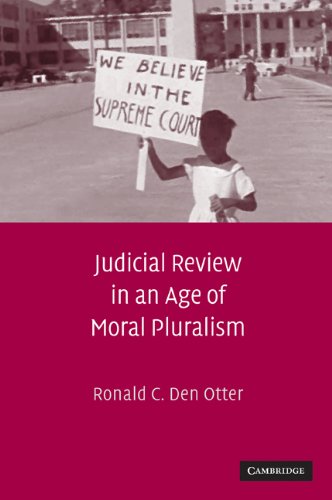 WE BELIEVE
IN THE
SUPREME COURT
Judicial Review
in an Age of
Moral Pluralism
Ronald C. Den Otter
CAMBRIDGE